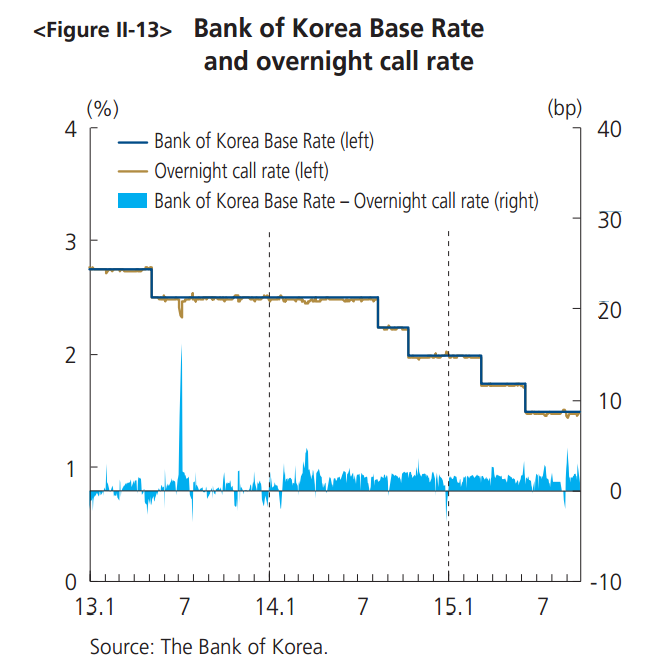 <Figure II-13> Bank of Korea Base Rate
and overnight call rate
(%) (bp)
4 40
Bank of Korea Base Rate (left)
Overnight call rate (left)
Bank of Korea Base Rate – Overnight call rate (right)
30
3
20
2
10
1
0
0 -10
13.1 7 14.1 7 15.1 7
Source: The Bank of Korea.